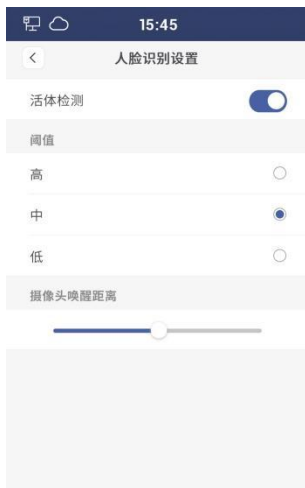 15:45
人脸识别设置
活体检测
阈值
高
中
低
摄像头唤醒距离